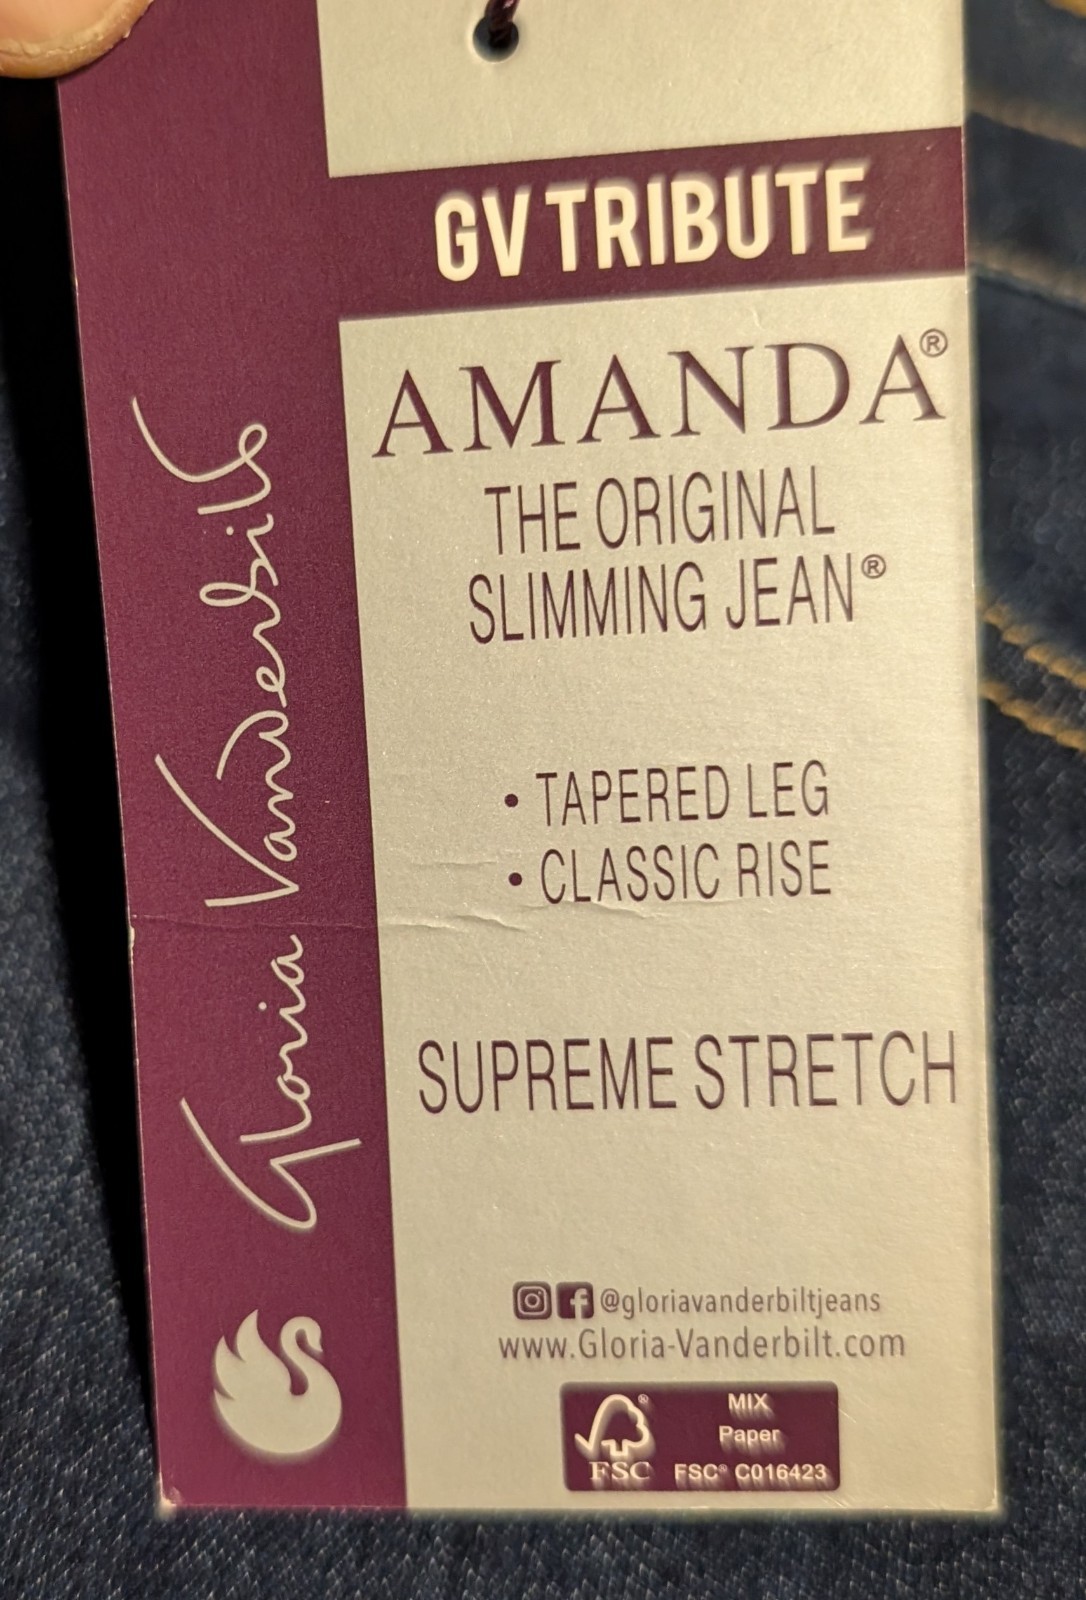 GV TRIBUTE
AMANDA®
THE ORIGINAL
SLIMMING JEAN®
• TAPERED LEG
• CLASSIC RISE
SUPREME STRETCH
@gloriavanderbiltjeans
www.Gloria-Vanderbilt.com
FSC
MIX
Paper
FSC® C016423
Gloria Vanderbilt